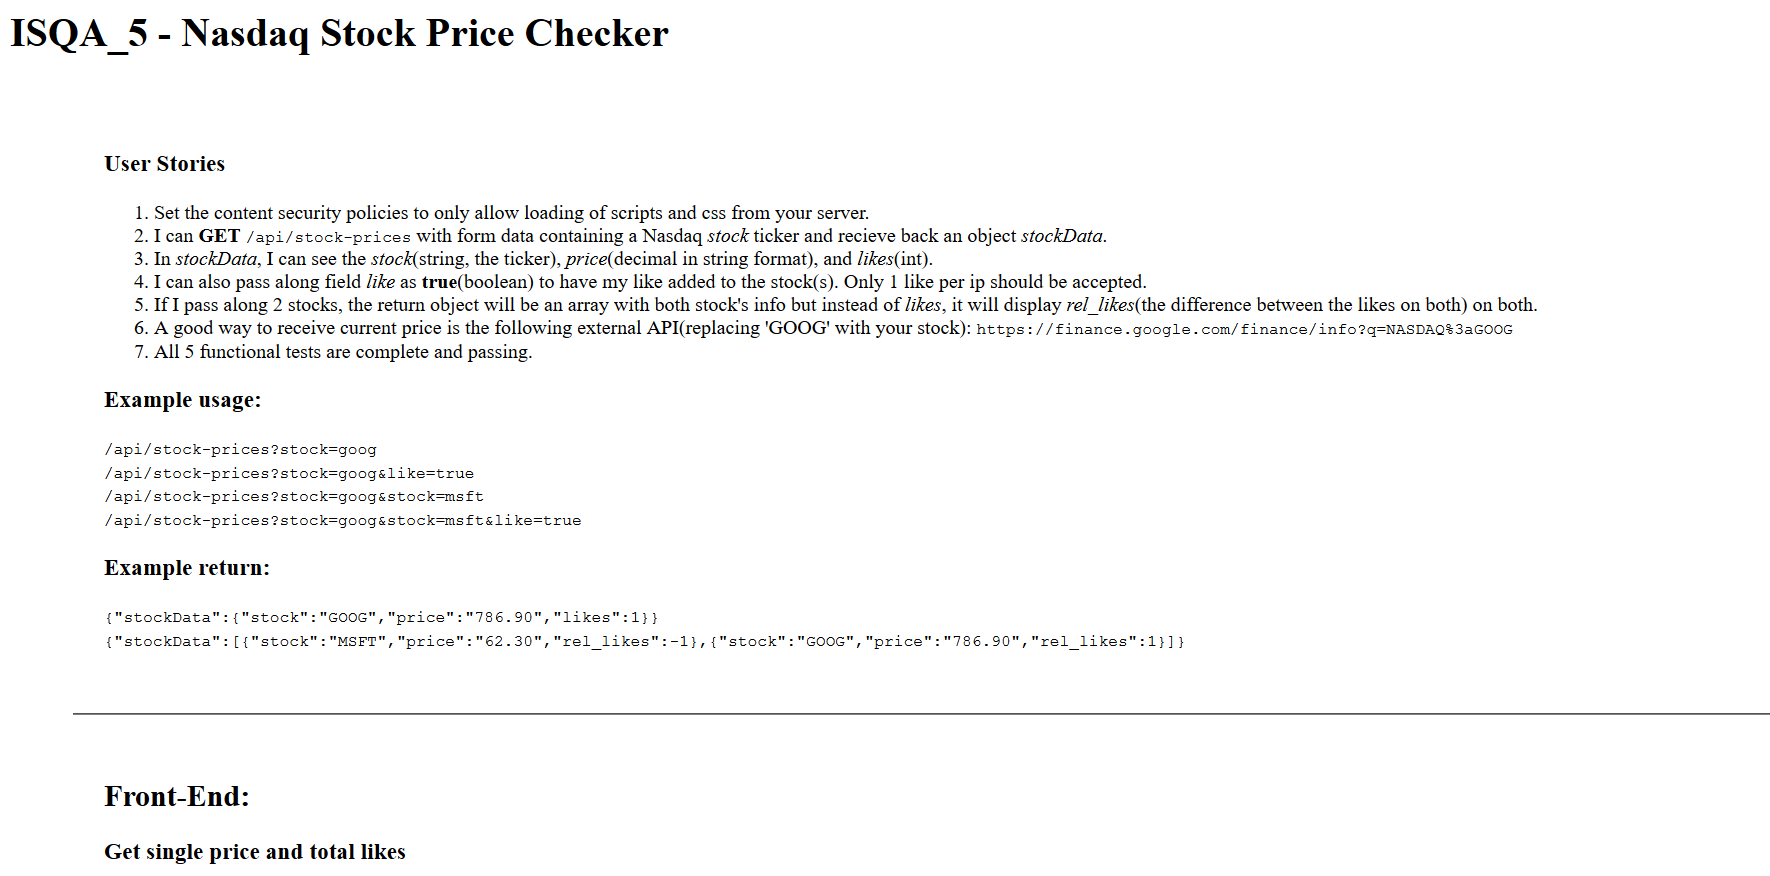 ISQA_5 - Nasdaq Stock Price Checker
User Stories
1. Set the content security policies to only allow loading of scripts and css from your server.
2. I can GET /api/stock-prices with form data containing a Nasdaq stock ticker and recieve back an object stockData.
3. In stockData, I can see the stock(string, the ticker), price(decimal in string format), and likes(int).
4. I can also pass along field like as true(boolean) to have my like added to the stock(s). Only 1 like per ip should be accepted.
5. If I pass along 2 stocks, the return object will be an array with both stock's info but instead of likes, it will display rel_likes(the difference between the likes on both) on both.
6. A good way to receive current price is the following external API(replacing 'GOOG' with your stock): https://finance.google.com/finance/info?q=NASDAQ%3aGOOG
7. All 5 functional tests are complete and passing.
Example usage:
/api/stock-prices?stock=goog
/api/stock-prices?stock=goog&like=true
/api/stock-prices?stock=goog&stock=msft
/api/stock-prices?stock=goog&stock=msft&like=true
Example return:
{"stockData":{"stock":"GOOG","price":"786.90","likes":1}}
{"stockData":[{"stock":"MSFT","price":"62.30","rel_likes":-1},{"stock":"GOOG","price":"786.90","rel_likes":1}]}
Front-End:
Get single price and total likes